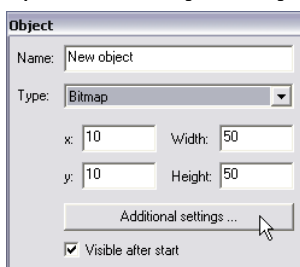 Object
Name: New object
Type: Bitmap
x: 10 Width: 50
y: 10 Height: 50
Additional settings ...
Visible after start